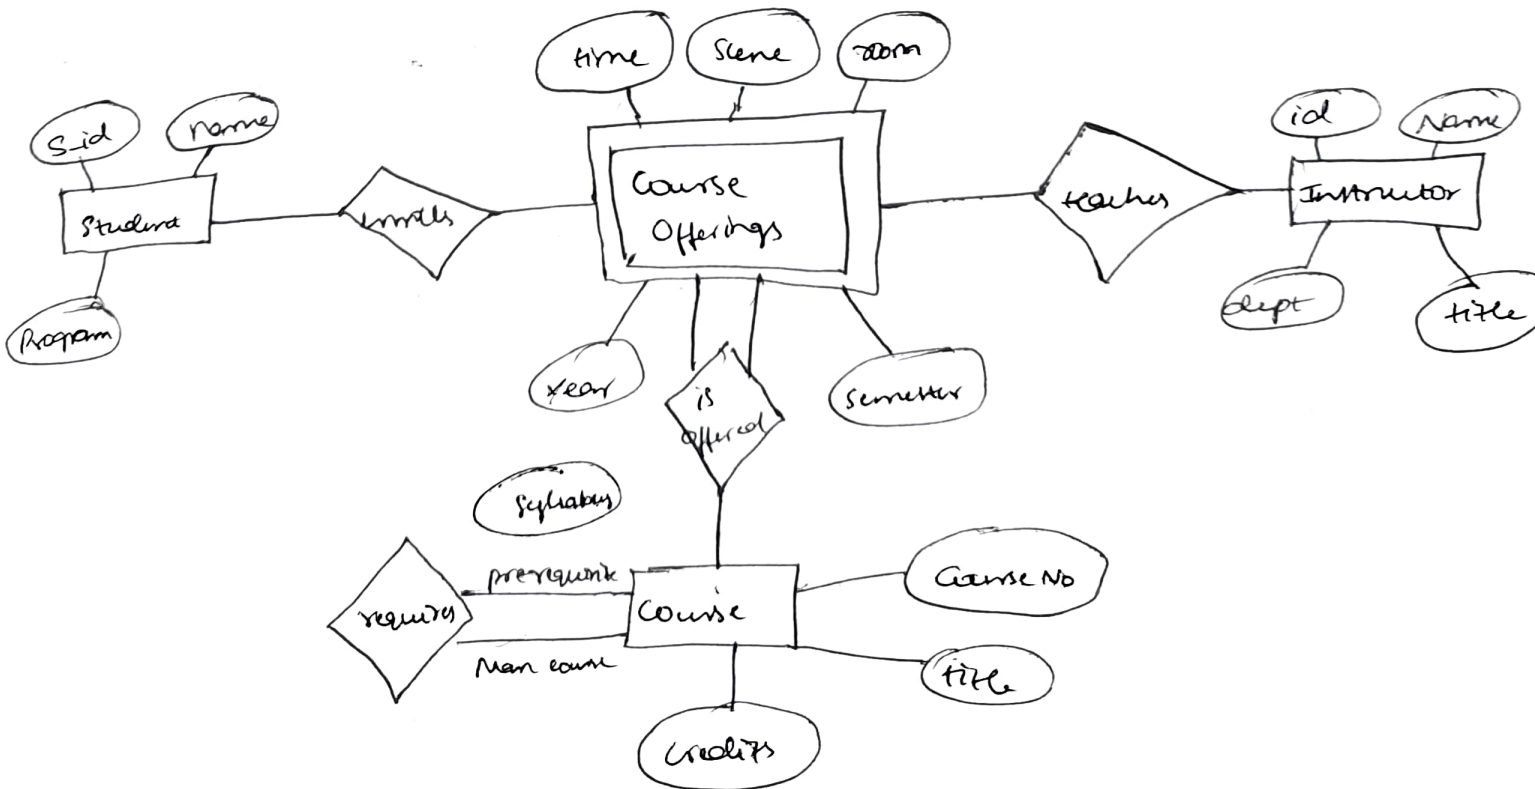 time
Scene
room
S_id
name
id
Name
Student
enrolls
Course
Offerings
teaches
Instructor
Program
dept
title
year
is
offered
semester
Syllabus
prerequisite
Course No
requires
Course
Main course
title
credits